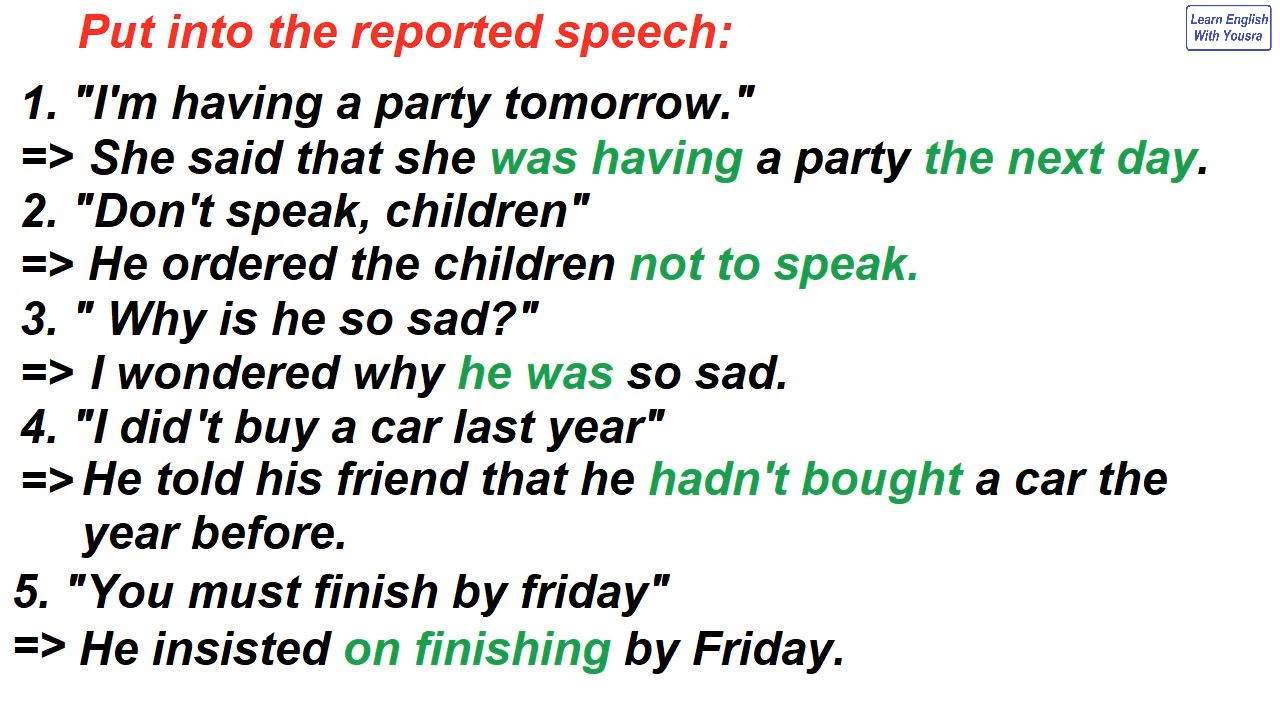 Put into the reported speech:
Learn English
With Yousra
1. "I'm having a party tomorrow."
=> She said that she was having a party the next day.
2. "Don't speak, children"
=> He ordered the children not to speak.
3. " Why is he so sad?"
=> I wondered why he was so sad.
4. "I did't buy a car last year"
=> He told his friend that he hadn't bought a car the
year before.
5. "You must finish by friday"
=> He insisted on finishing by Friday.